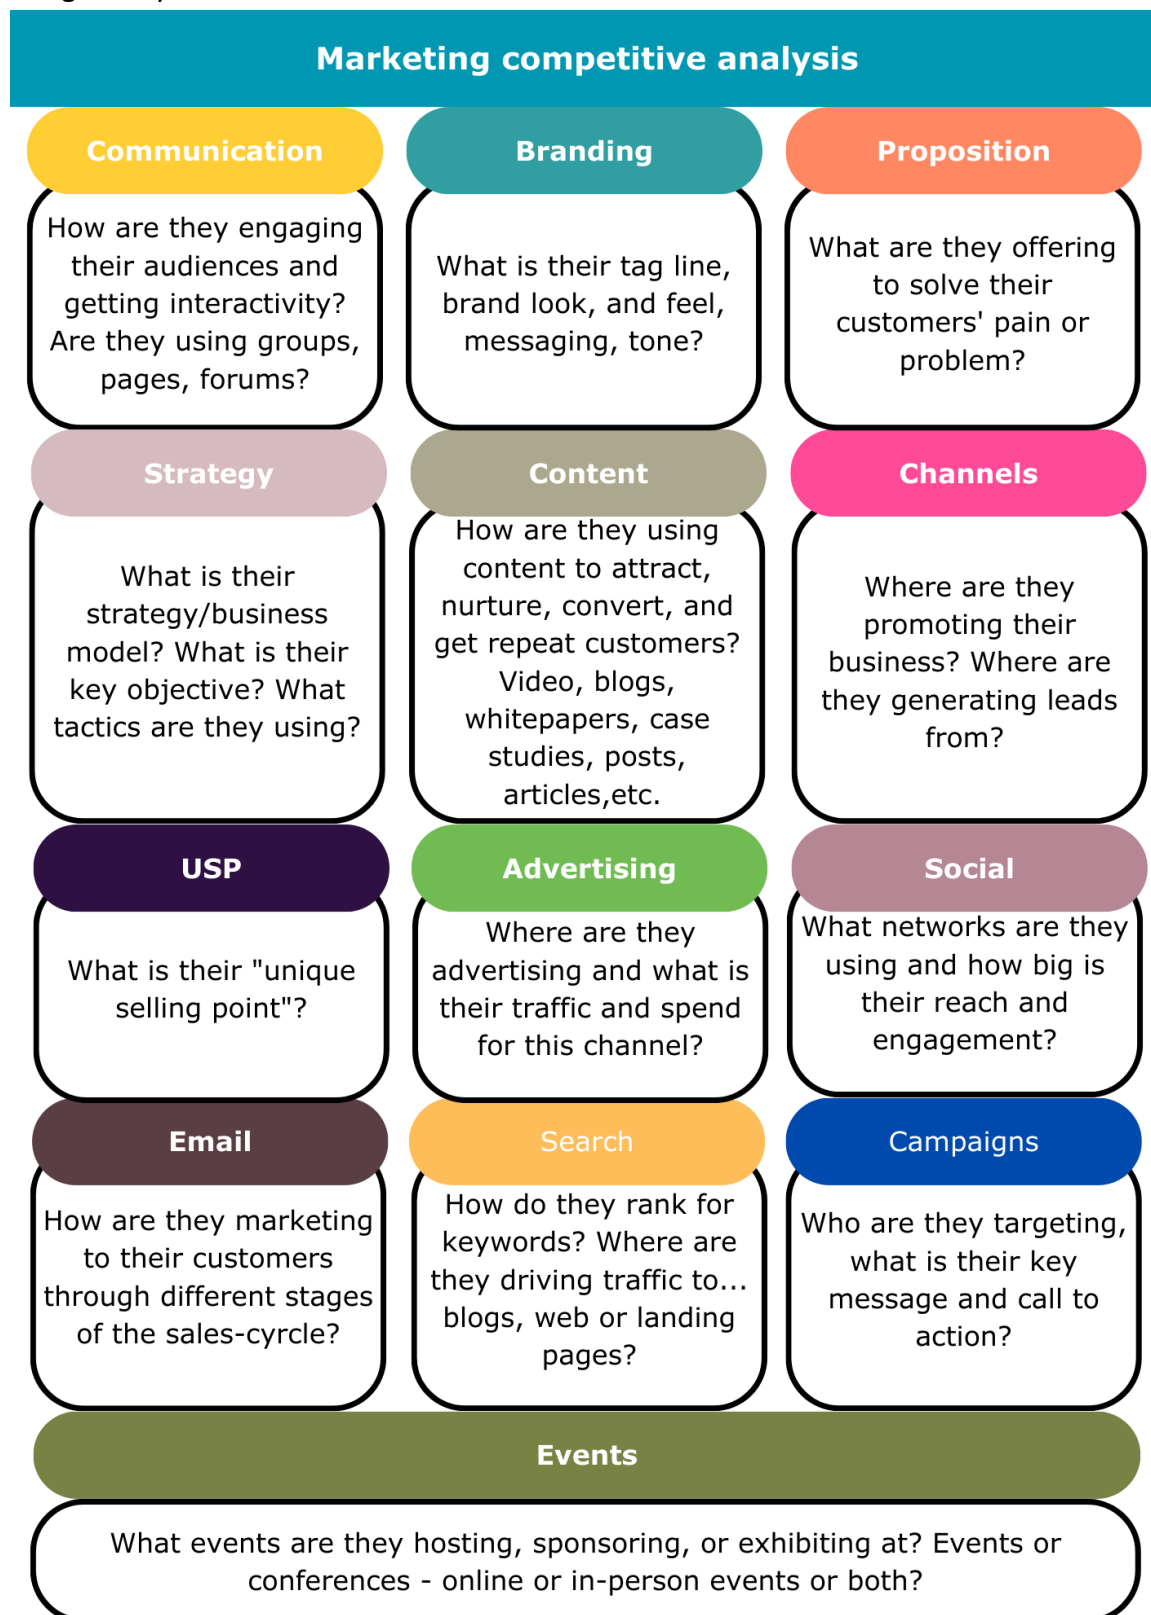 Marketing competitive analysis
Communication
How are they engaging
their audiences and
getting interactivity?
Are they using groups,
pages, forums?
Branding
What is their tag line,
brand look, and feel,
messaging, tone?
Proposition
What are they offering
to solve their
customers' pain or
problem?
Strategy
What is their
strategy/business
model? What is their
key objective? What
tactics are they using?
Content
How are they using
content to attract,
nurture, convert, and
get repeat customers?
Video, blogs,
whitepapers, case
studies, posts,
articles,etc.
Channels
Where are they
promoting their
business? Where are
they generating leads
from?
USP
What is their "unique
selling point"?
Advertising
Where are they
advertising and what is
their traffic and spend
for this channel?
Social
What networks are they
using and how big is
their reach and
engagement?
Email
How are they marketing
to their customers
through different stages
of the sales-cyrcle?
Search
How do they rank for
keywords? Where are
they driving traffic to...
blogs, web or landing
pages?
Campaigns
Who are they targeting,
what is their key
message and call to
action?
Events
What events are they hosting, sponsoring, or exhibiting at? Events or
conferences - online or in-person events or both?